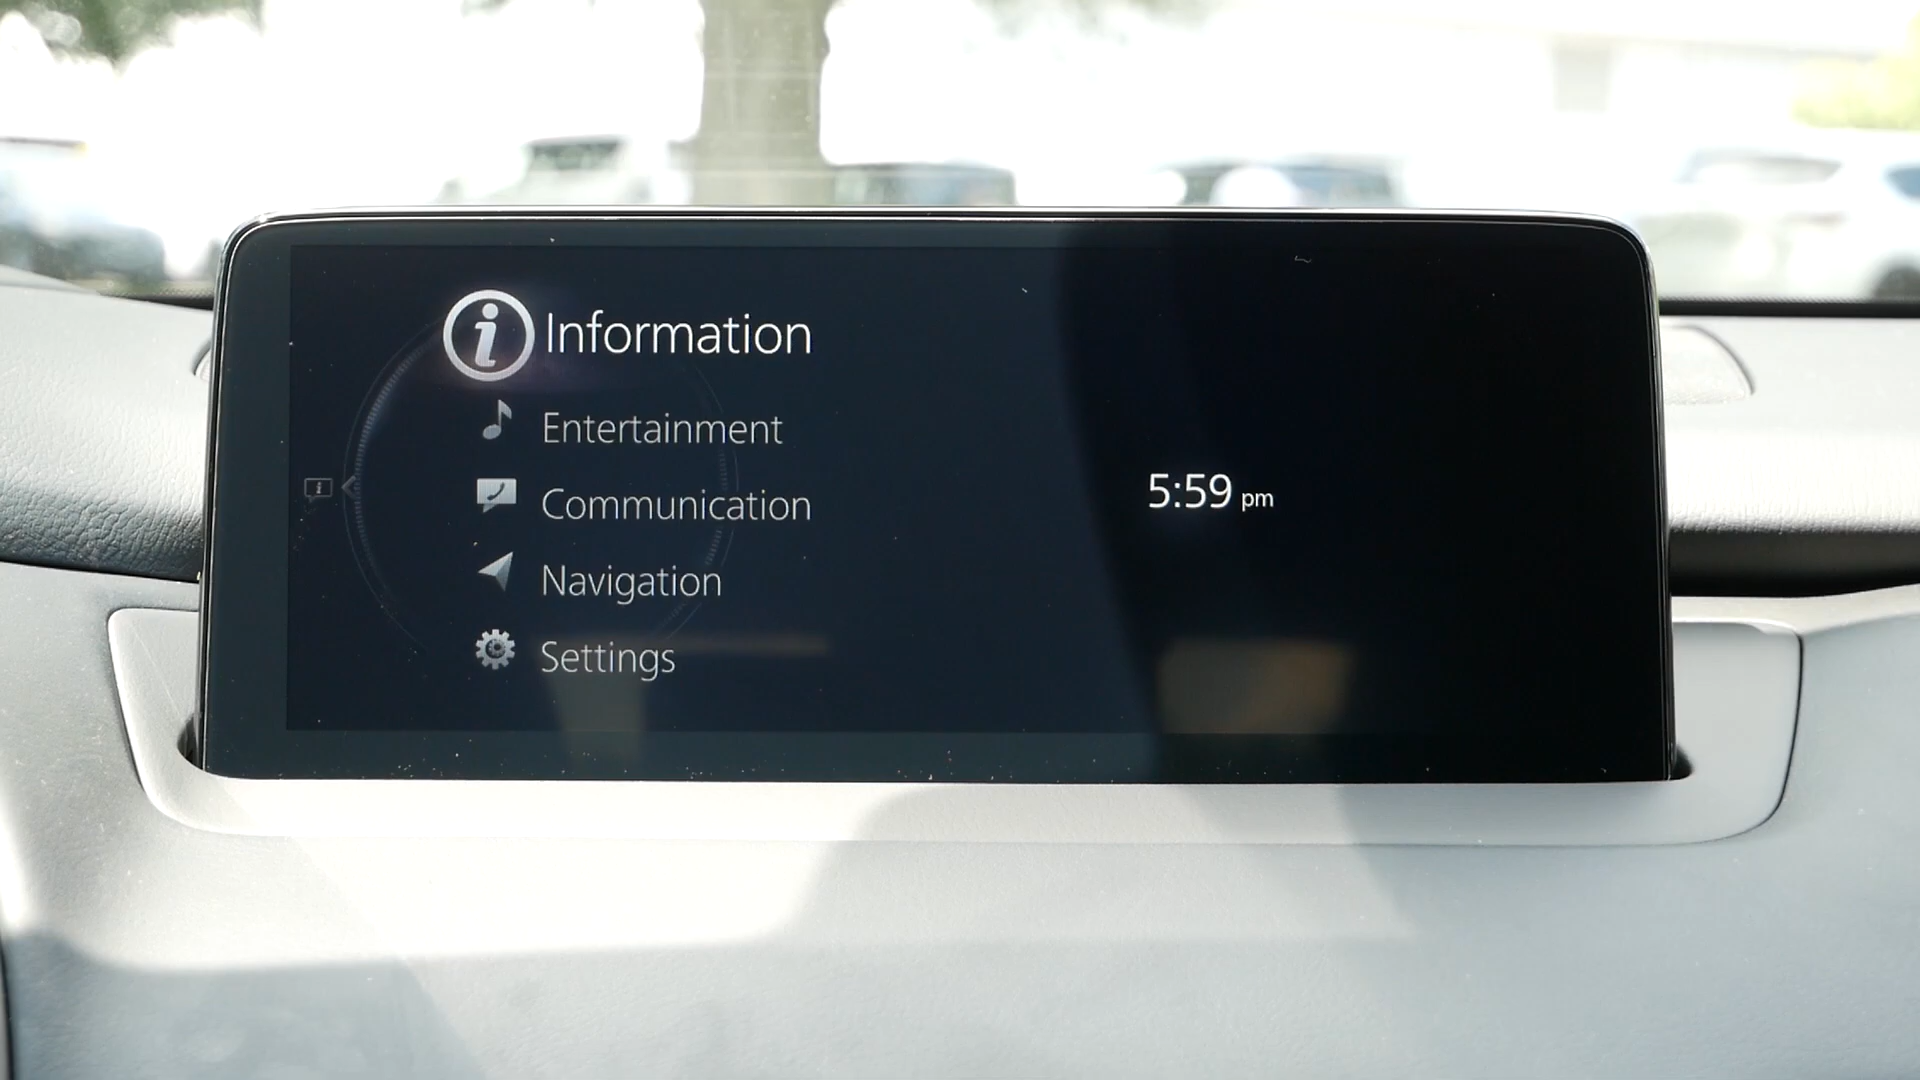 Information
Entertainment
Communication
5:59 pm
Navigation
Settings